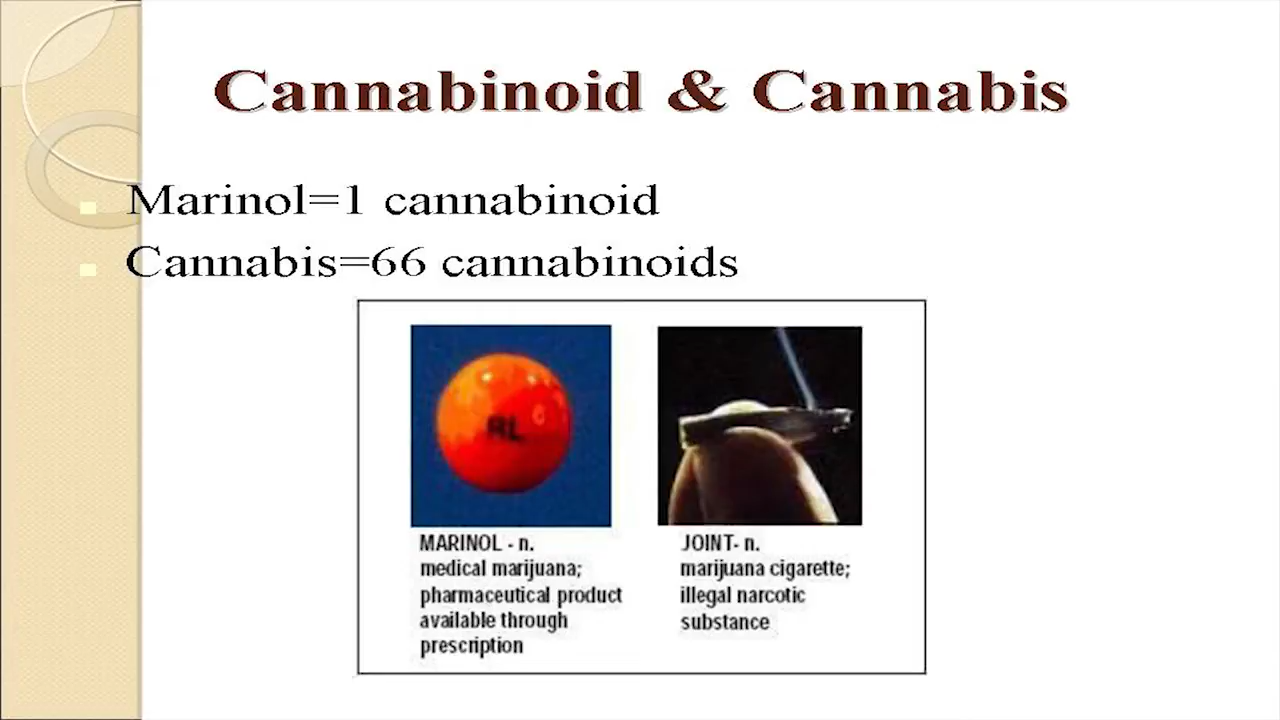 Cannabinoid & Cannabis
Marinol=1 cannabinoid
Cannabis=66 cannabinoids
RL
MARINOL - n.
medical marijuana;
pharmaceutical product
available through
prescription
JOINT- n.
marijuana cigarette;
illegal narcotic
substance